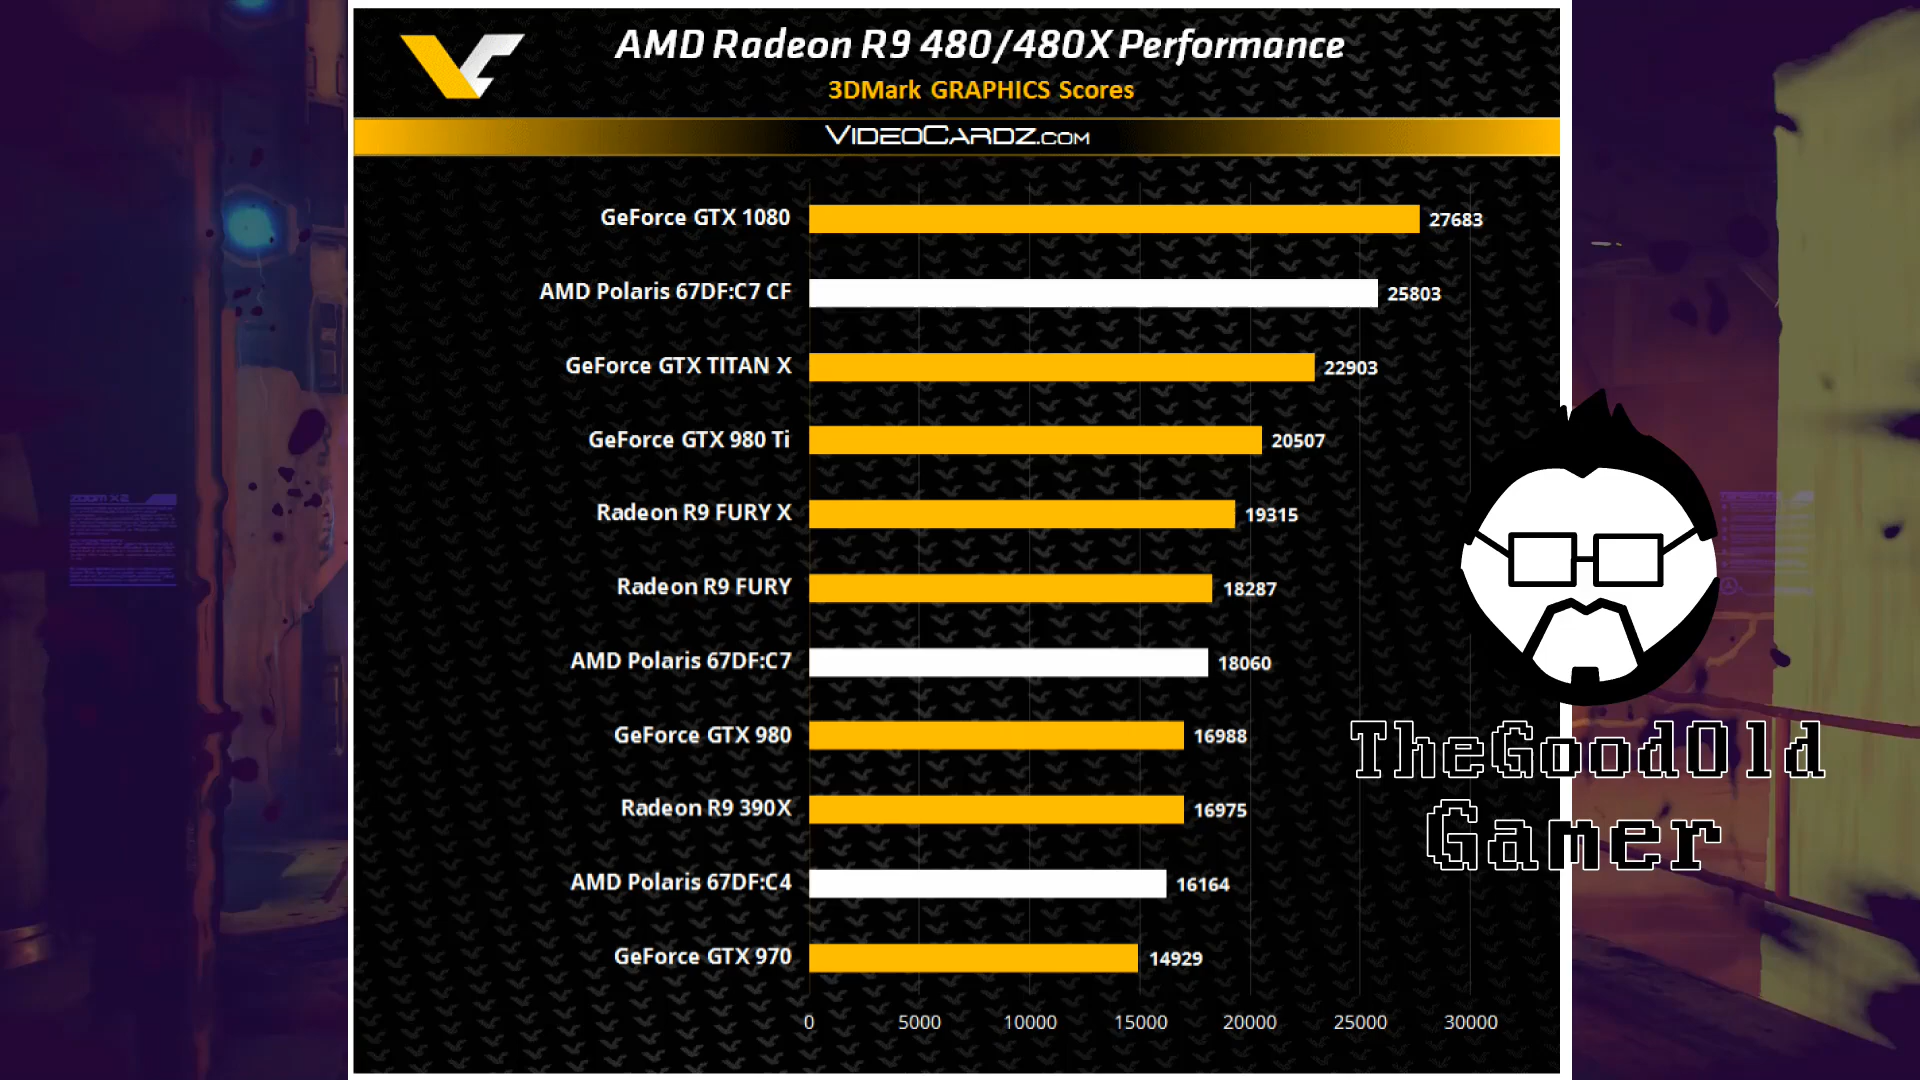 AMD Radeon R9 480/480X Performance
3DMark GRAPHICS Scores
VIDEOCARDZ.COM
GeForce GTX 1080 27683
AMD Polaris 67DF:C7 CF 25803
GeForce GTX TITAN X 22903
GeForce GTX 980 Ti 20507
Radeon R9 FURY X 19315
Radeon R9 FURY 18287
AMD Polaris 67DF:C7 18060
GeForce GTX 980 16988
Radeon R9 390X 16975
AMD Polaris 67DF:C4 16164
GeForce GTX 970 14929
0 5000 10000 15000 20000 25000 30000
ZOOM X2
TheGoodOld
Gamer